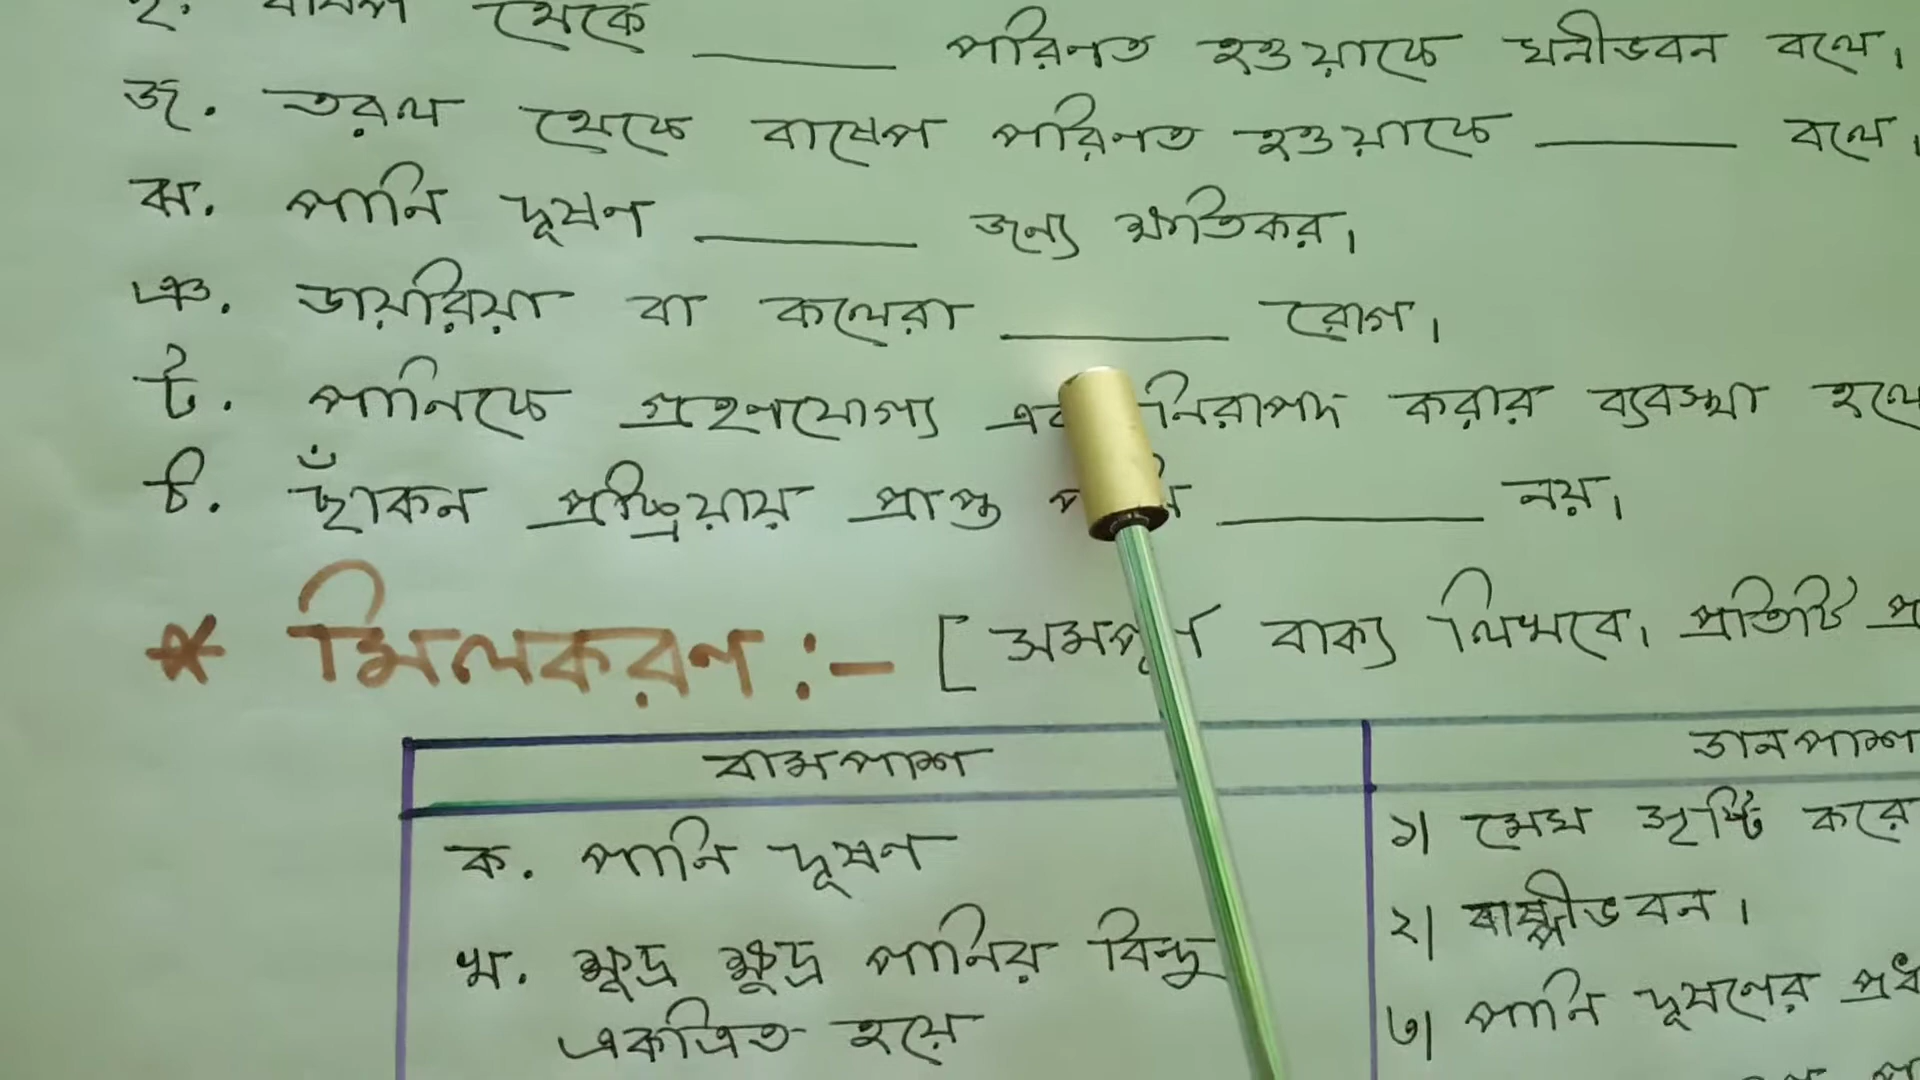 থেকে ______ পরিণত হওয়াকে ঘনীভবন বলে।
জ. তরল থেকে বাষ্পে পরিণত হওয়াকে ______ বলে।
ঝ. পানি দূষণ ______ জন্য ক্ষতিকর।
ঞ. ডায়রিয়া বা কলেরা ______ রোগ।
ট. পানিকে গ্রহণযোগ্য নিরাপদ করার ব্যবস্থা
ঠ. ছাঁকন প্রক্রিয়ায় প্রাপ্ত ______ নয়।
* মিলকরণ :- [ বাক্য লিখবে। প্রতিটি
বামপাশ
ডানপাশ
ক. পানি দূষণ
খ. ক্ষুদ্র ক্ষুদ্র পানির বিন্দু
একত্রিত হয়ে
১) মেঘ সৃষ্টি করে
২) বাষ্পীভবন।
৩) পানি দূষণের